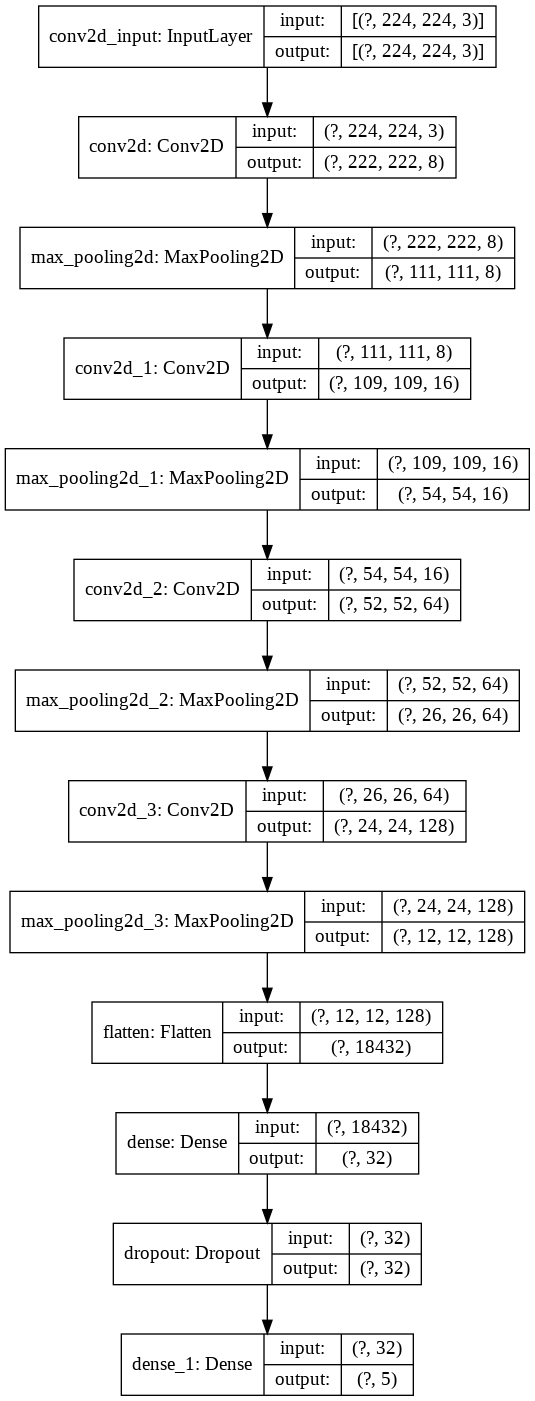 conv2d_input: InputLayer input: [(?, 224, 224, 3)]
output: [(?, 224, 224, 3)]
conv2d: Conv2D input: (?, 224, 224, 3)
output: (?, 222, 222, 8)
max_pooling2d: MaxPooling2D input: (?, 222, 222, 8)
output: (?, 111, 111, 8)
conv2d_1: Conv2D input: (?, 111, 111, 8)
output: (?, 109, 109, 16)
max_pooling2d_1: MaxPooling2D input: (?, 109, 109, 16)
output: (?, 54, 54, 16)
conv2d_2: Conv2D input: (?, 54, 54, 16)
output: (?, 52, 52, 64)
max_pooling2d_2: MaxPooling2D input: (?, 52, 52, 64)
output: (?, 26, 26, 64)
conv2d_3: Conv2D input: (?, 26, 26, 64)
output: (?, 24, 24, 128)
max_pooling2d_3: MaxPooling2D input: (?, 24, 24, 128)
output: (?, 12, 12, 128)
flatten: Flatten input: (?, 12, 12, 128)
output: (?, 18432)
dense: Dense input: (?, 18432)
output: (?, 32)
dropout: Dropout input: (?, 32)
output: (?, 32)
dense_1: Dense input: (?, 32)
output: (?, 5)